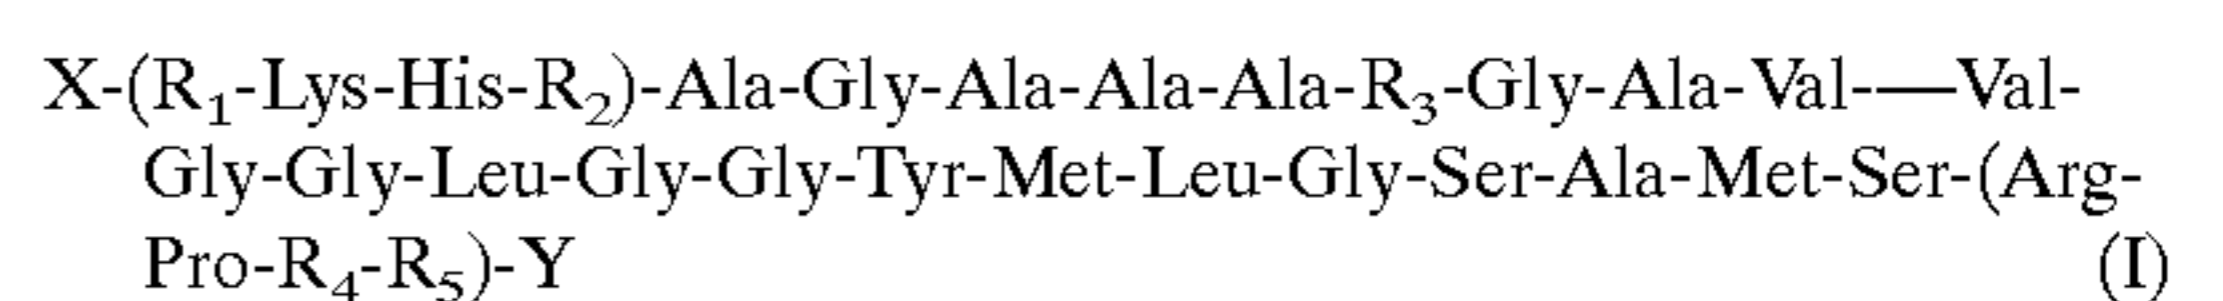 X-(R₁-Lys-His-R₂)-Ala-Gly-Ala-Ala-Ala-R₃-Gly-Ala-Val-—Val-
Gly-Gly-Leu-Gly-Gly-Tyr-Met-Leu-Gly-Ser-Ala-Met-Ser-(Arg-
Pro-R₄-R₅)-Y (I)